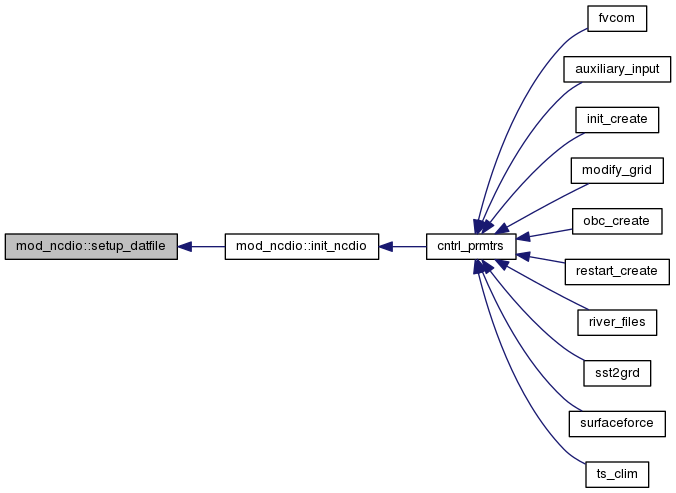 mod_ncdio::setup_datfile
mod_ncdio::init_ncdio
cntrl_prmtrs
fvcom
auxiliary_input
init_create
modify_grid
obc_create
restart_create
river_files
sst2grd
surfaceforce
ts_clim